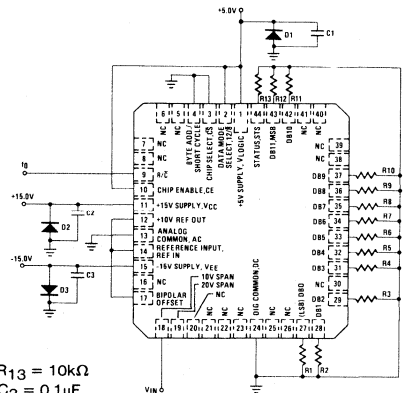 +5.0V
D1
C1
R13 R12 R11
6 5 4 3 2 1 44 43 42 41 40
NC
NC
BYTE ADD./
SHORT CYCLE
CHIP SELECT,CS
DATA MODE
SELECT,12/8
+5V SUPPLY, VLOGIC
STATUS,STS
DB11,MSB
DB10
NC
NC
7 NC
8 NC
9 R/C
10 CHIP ENABLE,CE
11 +15V SUPPLY,VCC
12 +10V REF OUT
13 ANALOG
COMMON, AC
14 REFERENCE INPUT,
REF IN
15 -15V SUPPLY, VEE
16 NC
17 BIPOLAR
OFFSET
+15.0V
D2
C2
-15.0V
D3
C3
NC 39
NC 38
DB9 37 R10
DB8 36 R9
DB7 35 R8
DB6 34 R7
DB5 33 R6
DB4 32 R5
DB3 31 R4
NC 30
DB2 29 R3
10V SPAN
20V SPAN
NC
NC
NC
NC
DIG COMMON,DC
NC
NC
(LSB) DB0
DB1
18 19 20 21 22 23 24 25 26 27 28
R1
R2
VIN
R13 = 10kΩ